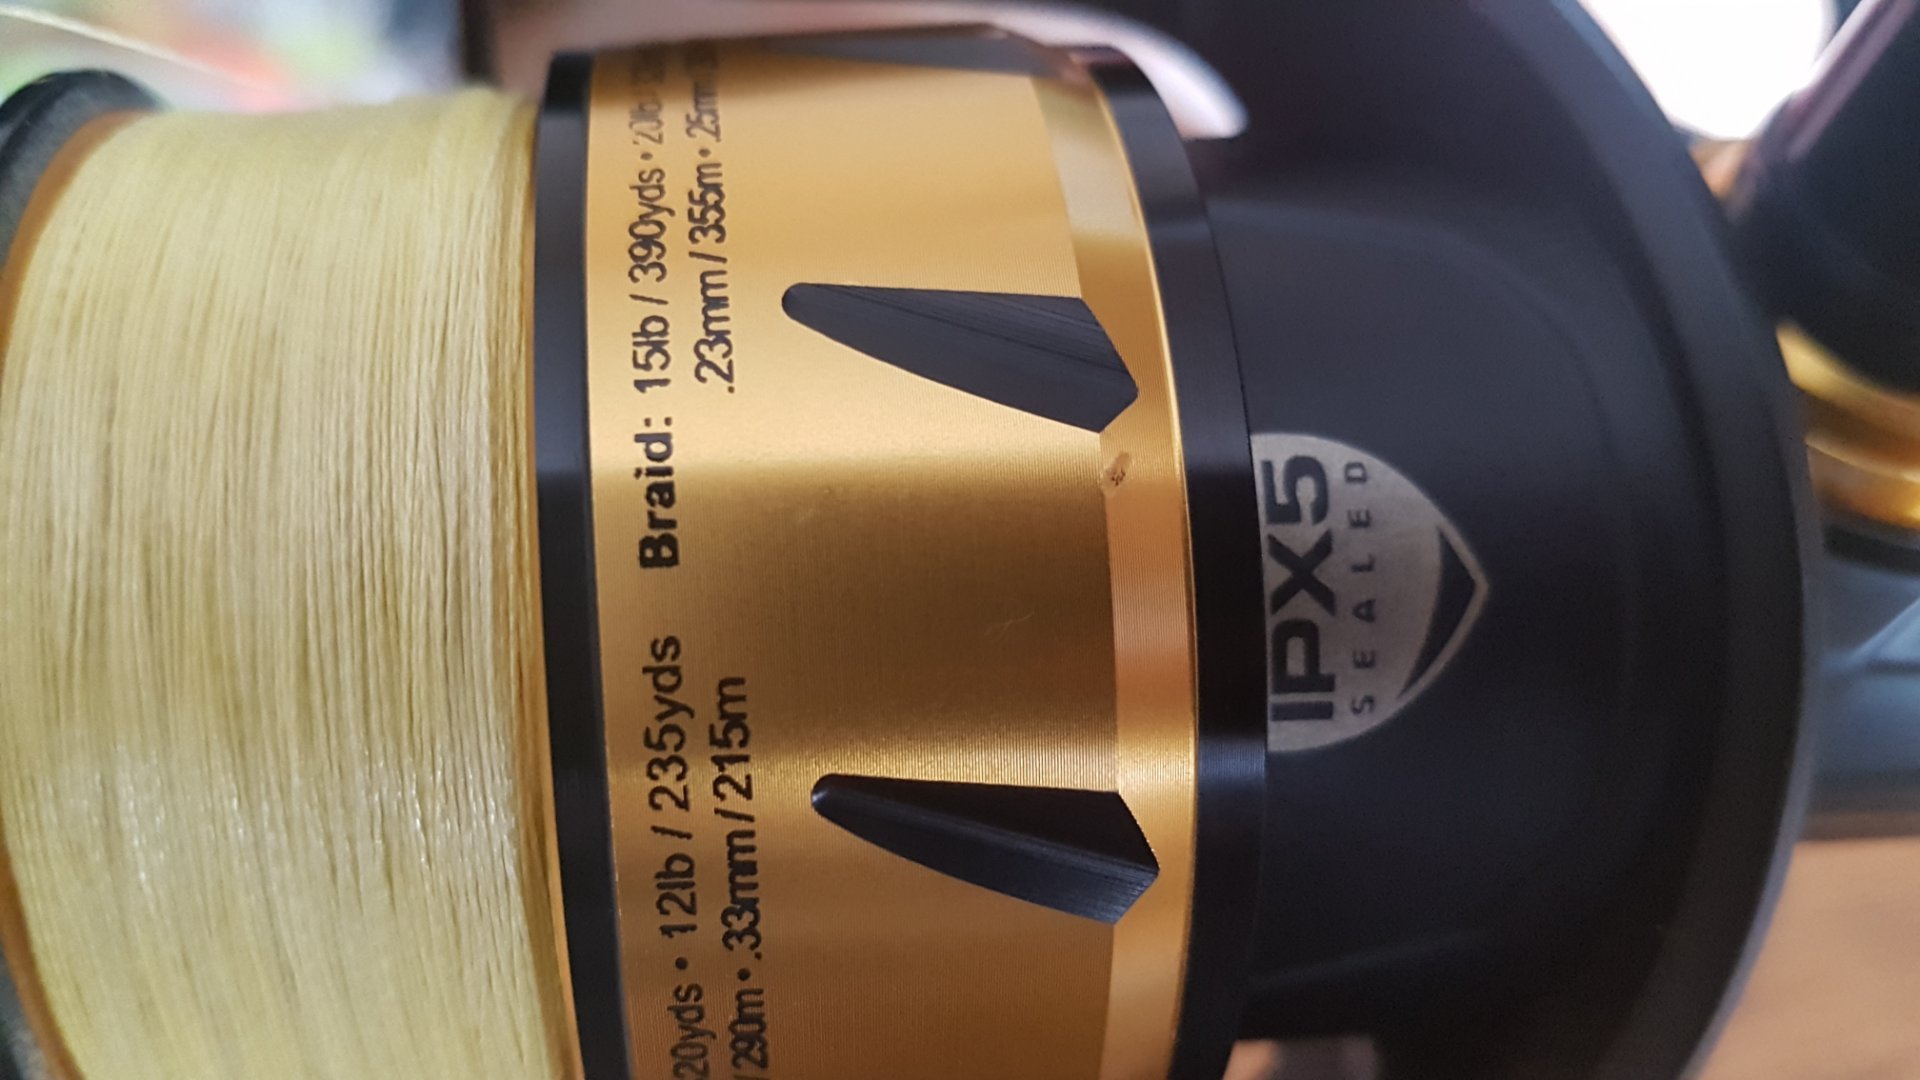 20yds • 12lb / 235yds Braid: 15lb / 390yds • 20lb /
/ 290m • .33mm / 215m .23mm / 355m • .25mm
IPX5
SEALED